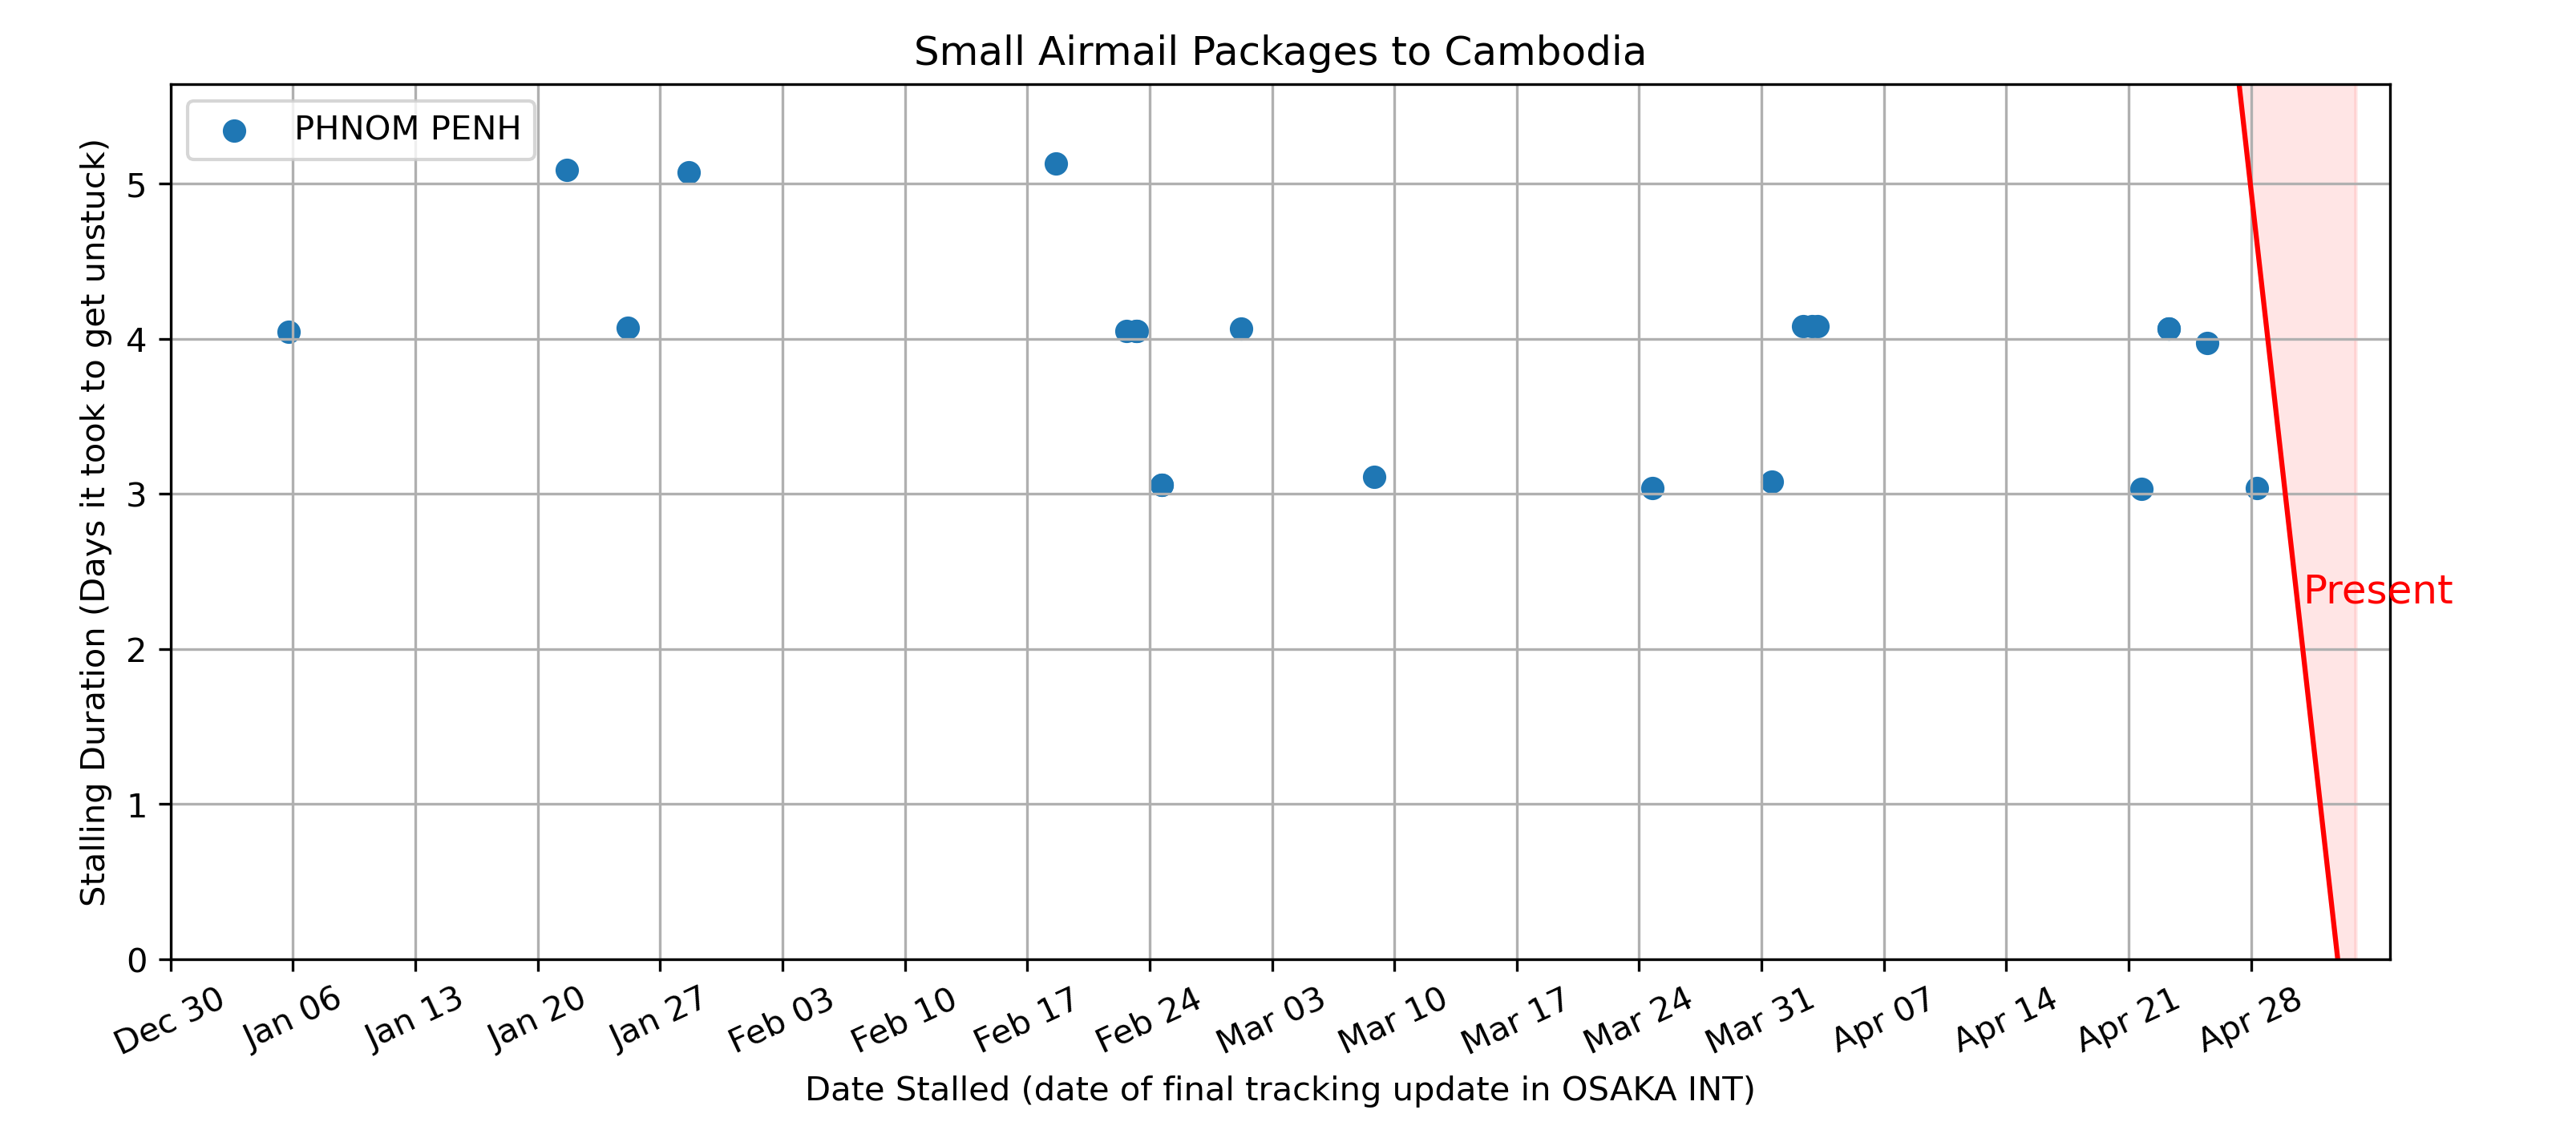 Small Airmail Packages to Cambodia
PHNOM PENH
Stalling Duration (Days it took to get unstuck)
5
4
3
2
1
0
Present
Dec 30 Jan 06 Jan 13 Jan 20 Jan 27 Feb 03 Feb 10 Feb 17 Feb 24 Mar 03 Mar 10 Mar 17 Mar 24 Mar 31 Apr 07 Apr 14 Apr 21 Apr 28
Date Stalled (date of final tracking update in OSAKA INT)